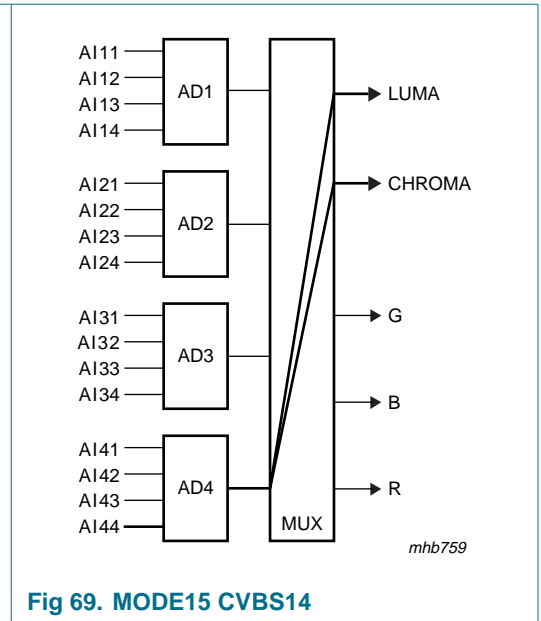 AI11
AI12
AI13
AI14
AD1
AI21
AI22
AI23
AI24
AD2
AI31
AI32
AI33
AI34
AD3
AI41
AI42
AI43
AI44
AD4
MUX
LUMA
CHROMA
G
B
R
mhb759
Fig 69. MODE15 CVBS14